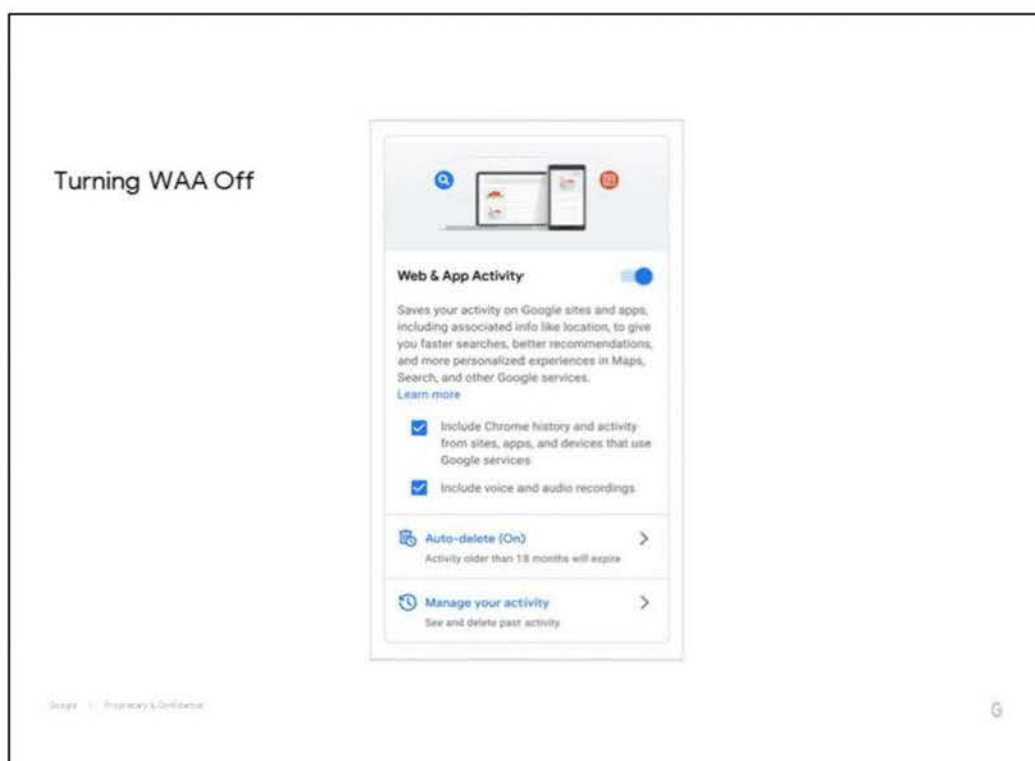 Turning WAA Off
Web & App Activity
Saves your activity on Google sites and apps,
including associated info like location, to give
you faster searches, better recommendations,
and more personalized experiences in Maps,
Search, and other Google services.
Learn more
Include Chrome history and activity
from sites, apps, and devices that use
Google services
Include voice and audio recordings
Auto-delete (On)
Activity older than 18 months will expire
Manage your activity
See and delete past activity
Google | Proprietary & Confidential
G